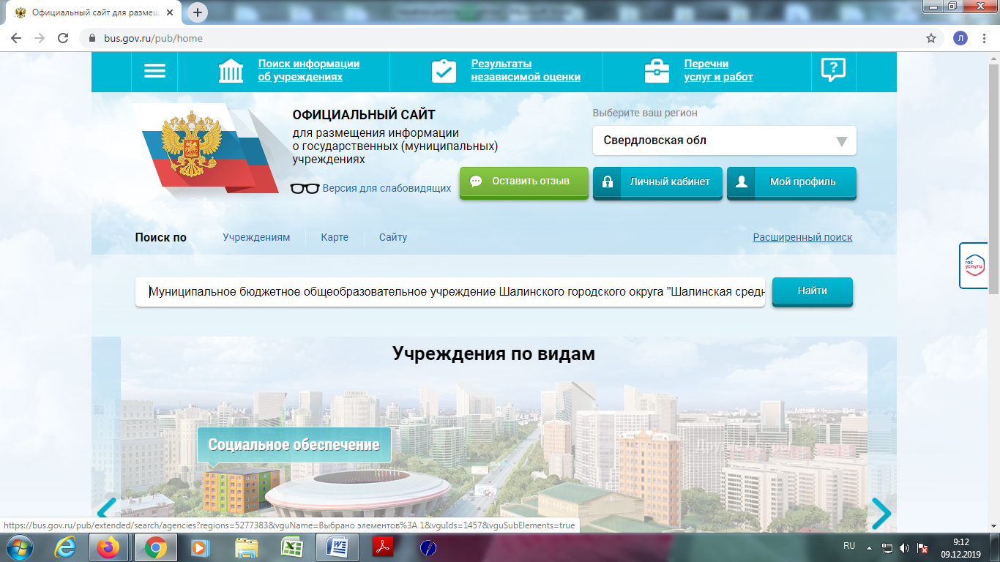 Официальный сайт для размещ
bus.gov.ru/pub/home
Л
Поиск информации
об учреждениях
Результаты
независимой оценки
Перечни
услуг и работ
?
ОФИЦИАЛЬНЫЙ САЙТ
для размещения информации
о государственных (муниципальных)
учреждениях
Версия для слабовидящих
Выберите ваш регион
Свердловская обл
Оставить отзыв
Личный кабинет
Мой профиль
Поиск по
Учреждениям
Карте
Сайту
Расширенный поиск
гос
услуги
Муниципальное бюджетное общеобразовательное учреждение Шалинского городского округа "Шалинская средн
Найти
Учреждения по видам
Социальное обеспечение
https://bus.gov.ru/pub/extended/search/agencies?regions=5277383&vguName=Выбрано элементов%3A 1&vguIds=1457&vguSubElements=true
RU
9:12
09.12.2019